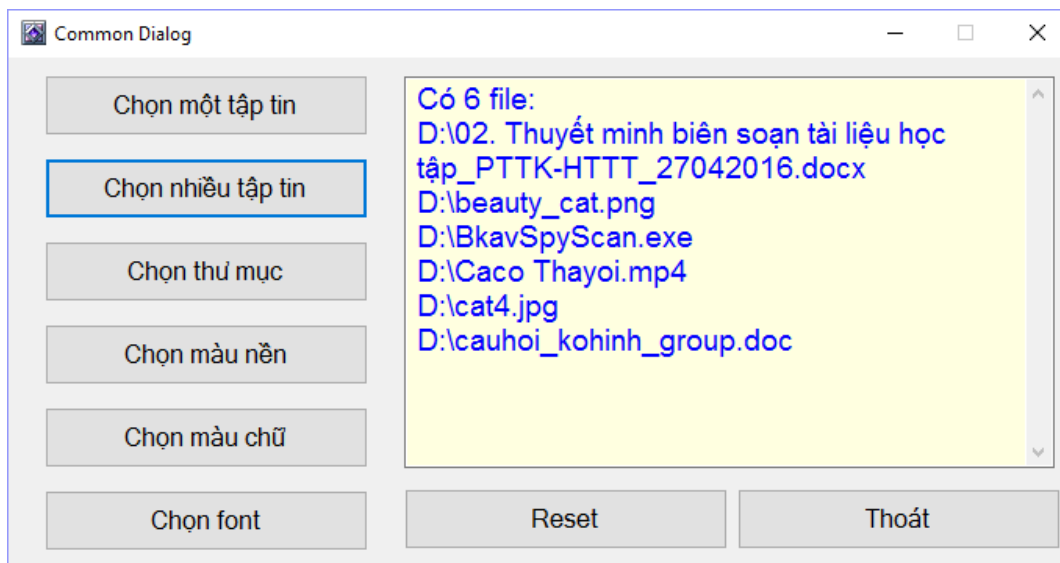 Common Dialog
Chọn một tập tin
Chọn nhiều tập tin
Chọn thư mục
Chọn màu nền
Chọn màu chữ
Chọn font
Có 6 file:
D:\02. Thuyết minh biên soạn tài liệu học
tập_PTTK-HTTT_27042016.docx
D:\beauty_cat.png
D:\BkavSpyScan.exe
D:\Caco Thayoi.mp4
D:\cat4.jpg
D:\cauhoi_kohinh_group.doc
Reset
Thoát